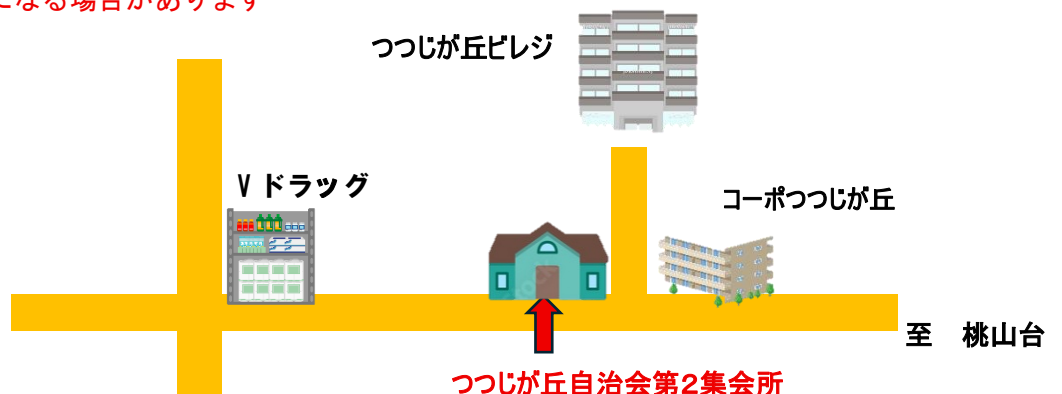 になる場合があります
つつじが丘ビレジ
Vドラッグ
コーポつつじが丘
至　桃山台
つつじが丘自治会第２集会所